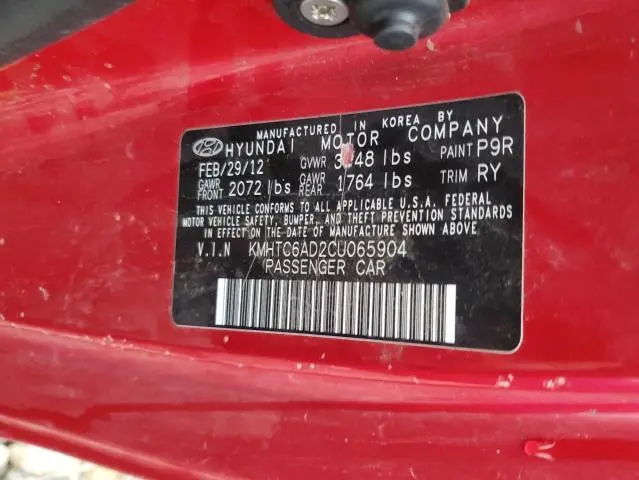 MANUFACTURED IN KOREA BY
HYUNDAI MOTOR COMPANY
FEB/29/12 GVWR lbs PAINT P9R
GAWR FRONT 2072 lbs GAWR REAR 1764 lbs TRIM RY
THIS VEHICLE CONFORMS TO ALL APPLICABLE U.S.A. FEDERAL
MOTOR VEHICLE SAFETY, BUMPER, AND THEFT PREVENTION STANDARDS
IN EFFECT ON THE DATE OF MANUFACTURE SHOWN ABOVE.
V.I.N KMHTC6AD2CU065904
PASSENGER CAR